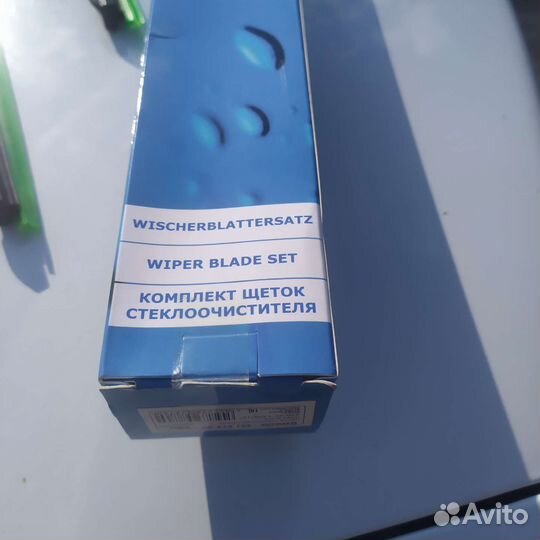 WISCHERBLATTERSATZ
WIPER BLADE SET
КОМПЛЕКТ ЩЕТОК
СТЕКЛООЧИСТИТЕЛЯ
Avito